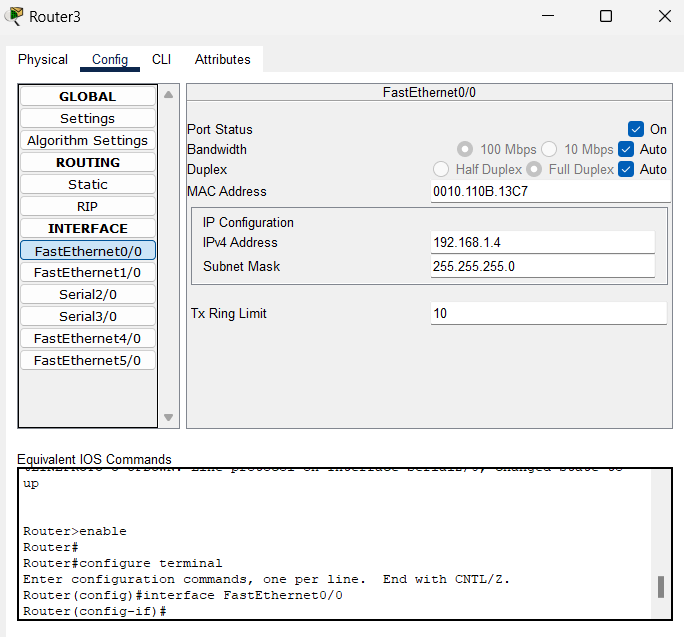 Router3
Physical Config CLI Attributes
GLOBAL
Settings
Algorithm Settings
ROUTING
Static
RIP
INTERFACE
FastEthernet0/0
FastEthernet1/0
Serial2/0
Serial3/0
FastEthernet4/0
FastEthernet5/0
FastEthernet0/0
Port Status On
Bandwidth 100 Mbps 10 Mbps Auto
Duplex Half Duplex Full Duplex Auto
MAC Address 0010.110B.13C7
IP Configuration
IPv4 Address 192.168.1.4
Subnet Mask 255.255.255.0
Tx Ring Limit 10
Equivalent IOS Commands
up
Router>enable
Router#
Router#configure terminal
Enter configuration commands, one per line.  End with CNTL/Z.
Router(config)#interface FastEthernet0/0
Router(config-if)#